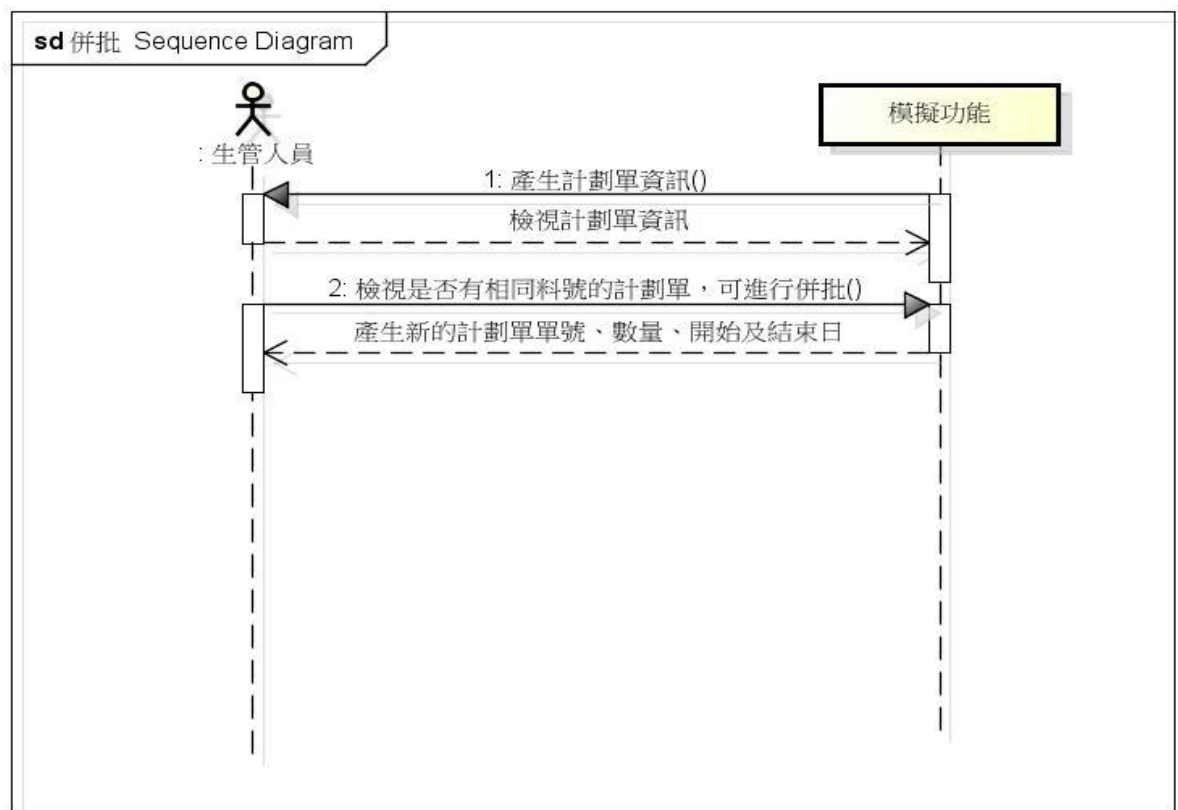 sd 併批 Sequence Diagram
: 生管人員
模擬功能
1: 產生計劃單資訊()
檢視計劃單資訊
2: 檢視是否有相同料號的計劃單，可進行併批()
產生新的計劃單單號、數量、開始及結束日